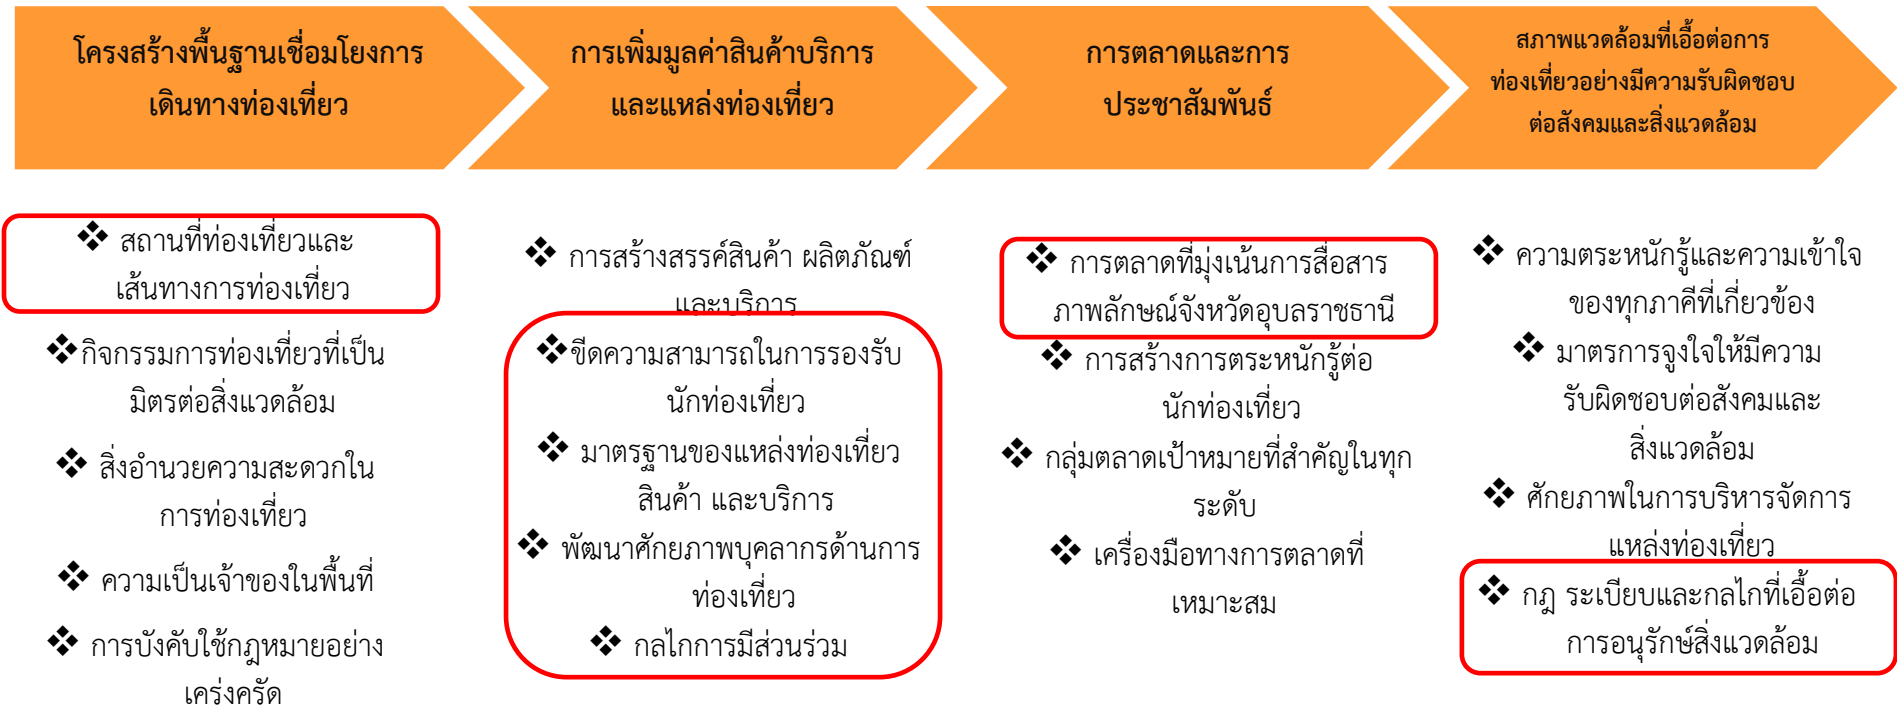 โครงสร้างพื้นฐานเชื่อมโยงการ
เดินทางท่องเที่ยว
การเพิ่มมูลค่าสินค้าบริการ
และแหล่งท่องเที่ยว
การตลาดและการ
ประชาสัมพันธ์
สภาพแวดล้อมที่เอื้อต่อการ
ท่องเที่ยวอย่างมีความรับผิดชอบ
ต่อสังคมและสิ่งแวดล้อม
❖ สถานที่ท่องเที่ยวและ
เส้นทางการท่องเที่ยว
❖กิจกรรมการท่องเที่ยวที่เป็น
มิตรต่อสิ่งแวดล้อม
❖ สิ่งอำนวยความสะดวกใน
การท่องเที่ยว
❖ ความเป็นเจ้าของในพื้นที่
❖ การบังคับใช้กฎหมายอย่าง
เคร่งครัด
❖ การสร้างสรรค์สินค้า ผลิตภัณฑ์
และบริการ
❖ขีดความสามารถในการรองรับ
นักท่องเที่ยว
❖ มาตรฐานของแหล่งท่องเที่ยว
สินค้า และบริการ
❖ พัฒนาศักยภาพบุคลากรด้านการ
ท่องเที่ยว
❖ กลไกการมีส่วนร่วม
❖ การตลาดที่มุ่งเน้นการสื่อสาร
ภาพลักษณ์จังหวัดอุบลราชธานี
❖ การสร้างการตระหนักรู้ต่อ
นักท่องเที่ยว
❖ กลุ่มตลาดเป้าหมายที่สำคัญในทุก
ระดับ
❖ เครื่องมือทางการตลาดที่
เหมาะสม
❖ ความตระหนักรู้และความเข้าใจ
ของทุกภาคีที่เกี่ยวข้อง
❖ มาตรการจูงใจให้มีความ
รับผิดชอบต่อสังคมและ
สิ่งแวดล้อม
❖ ศักยภาพในการบริหารจัดการ
แหล่งท่องเที่ยว
❖ กฎ ระเบียบและกลไกที่เอื้อต่อ
การอนุรักษ์สิ่งแวดล้อม